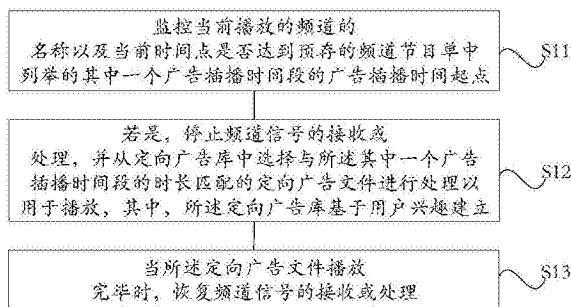 监控当前播放的频道的
名称以及当前时间点是否达到预存的频道节目单中
列举的其中一个广告插播时间段的广告插播时间起点
S11
若是，停止频道信号的接收或
处理，并从定向广告库中选择与所述其中一个广告
插播时间段的时长匹配的定向广告文件进行处理以
用于播放，其中，所述定向广告库基于用户兴趣建立
S12
当所述定向广告文件播放
完毕时，恢复频道信号的接收或处理
S13